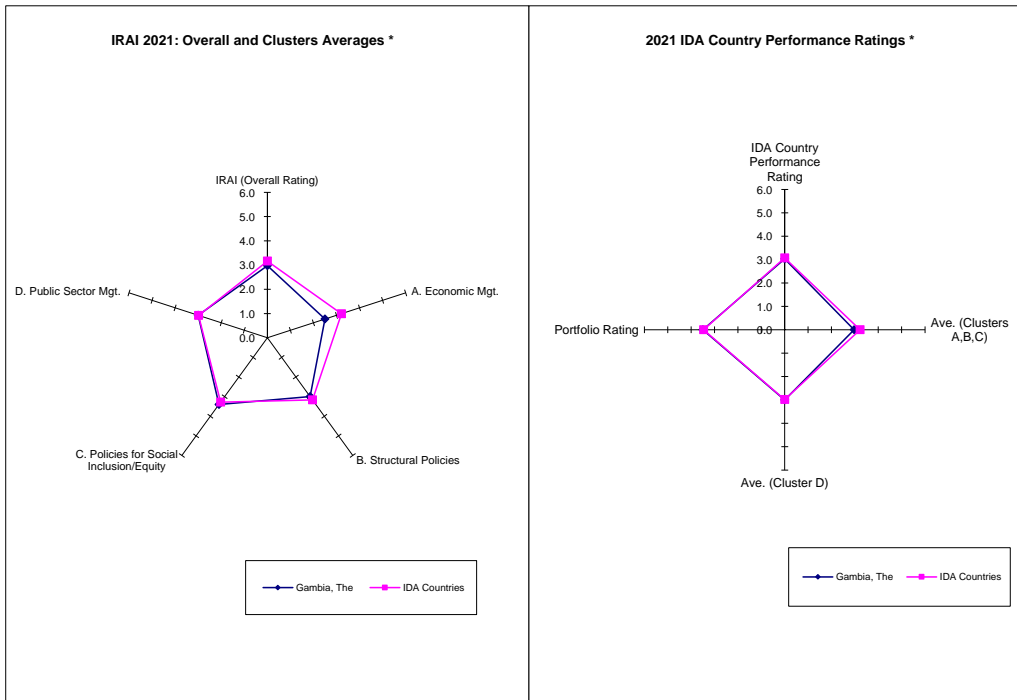 IRAI 2021: Overall and Clusters Averages *
IRAI (Overall Rating)
6.0
5.0
4.0
3.0
2.0
1.0
0.0
A. Economic Mgt.
D. Public Sector Mgt.
C. Policies for Social
Inclusion/Equity
B. Structural Policies
Gambia, The
IDA Countries
2021 IDA Country Performance Ratings *
IDA Country
Performance
Rating
6.0
5.0
4.0
3.0
2.0
1.0
0.0
Portfolio Rating
Ave. (Clusters
A,B,C)
Ave. (Cluster D)
Gambia, The
IDA Countries